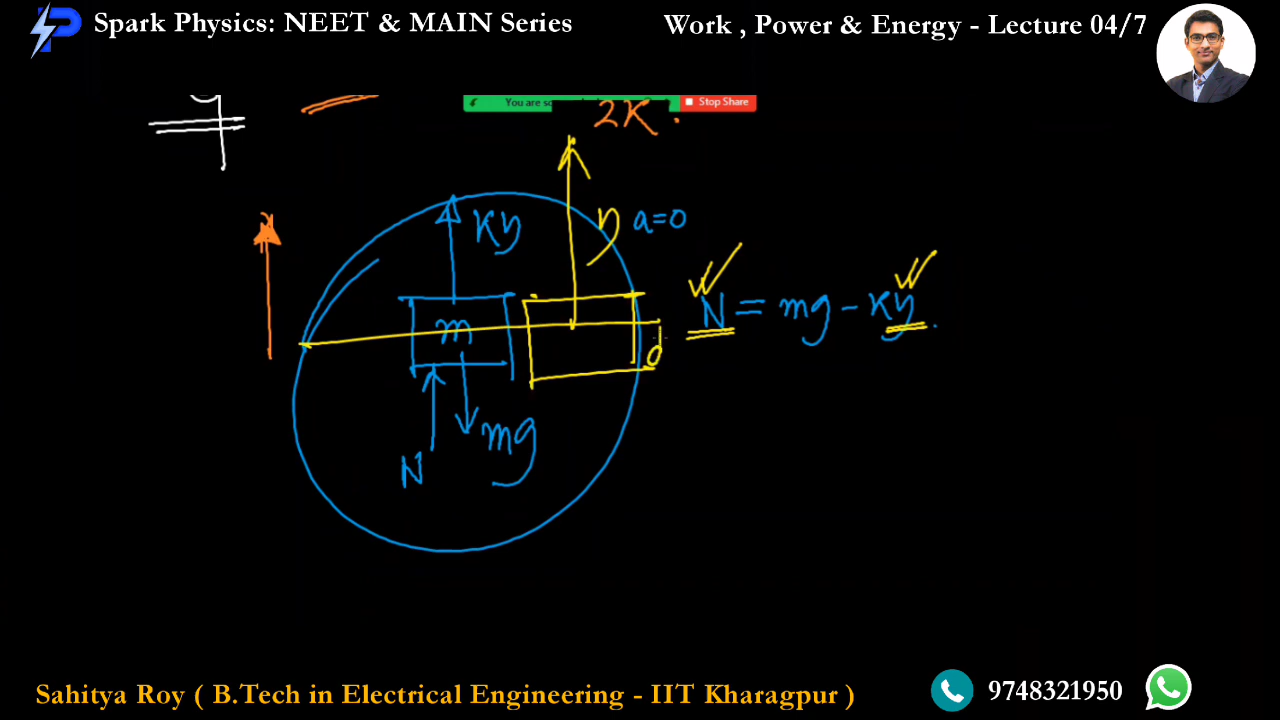 Spark Physics: NEET & MAIN Series
Work , Power & Energy - Lecture 04/7
Stop Share
2K.
Ky
a=0
m
N = mg - Ky.
mg
N
Sahitya Roy ( B.Tech in Electrical Engineering - IIT Kharagpur )
9748321950